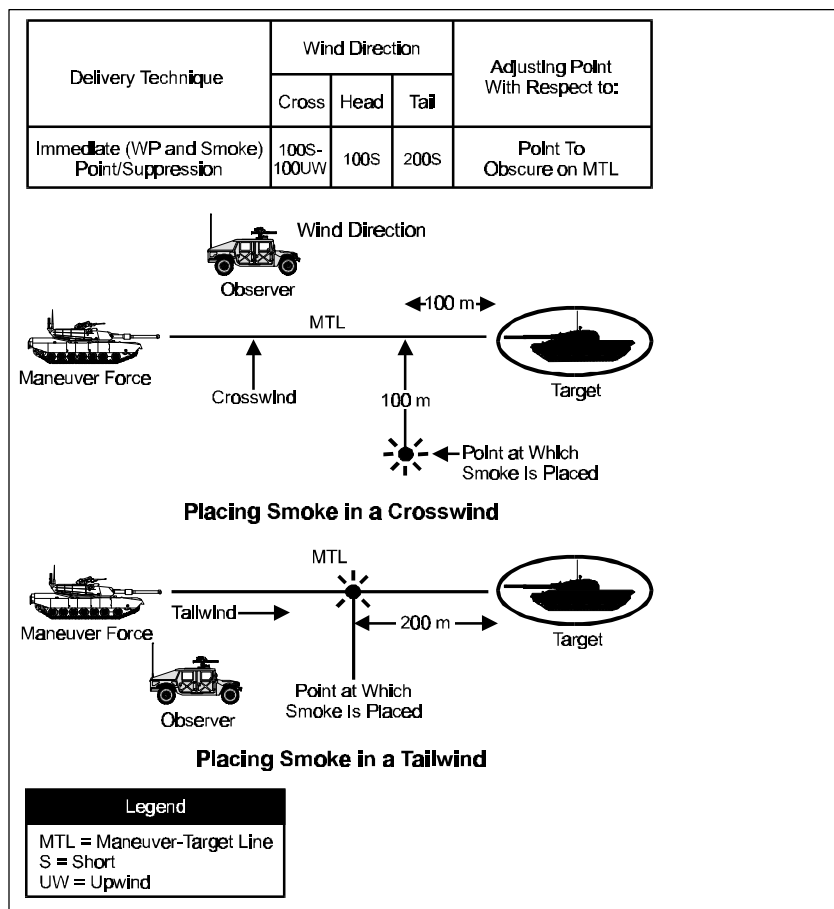 Delivery Technique
Wind Direction
Adjusting Point
With Respect to:
Cross
Head
Tail
Immediate (WP and Smoke)
Point/Suppression
100S-
100UW
100S
200S
Point To
Obscure on MTL
Wind Direction
Observer
100 m
MTL
Maneuver Force
Target
Crosswind
100 m
Point at Which
Smoke Is Placed
Placing Smoke in a Crosswind
MTL
Tailwind
200 m
Maneuver Force
Target
Point at Which
Smoke Is Placed
Observer
Placing Smoke in a Tailwind
Legend
MTL = Maneuver-Target Line
S = Short
UW = Upwind